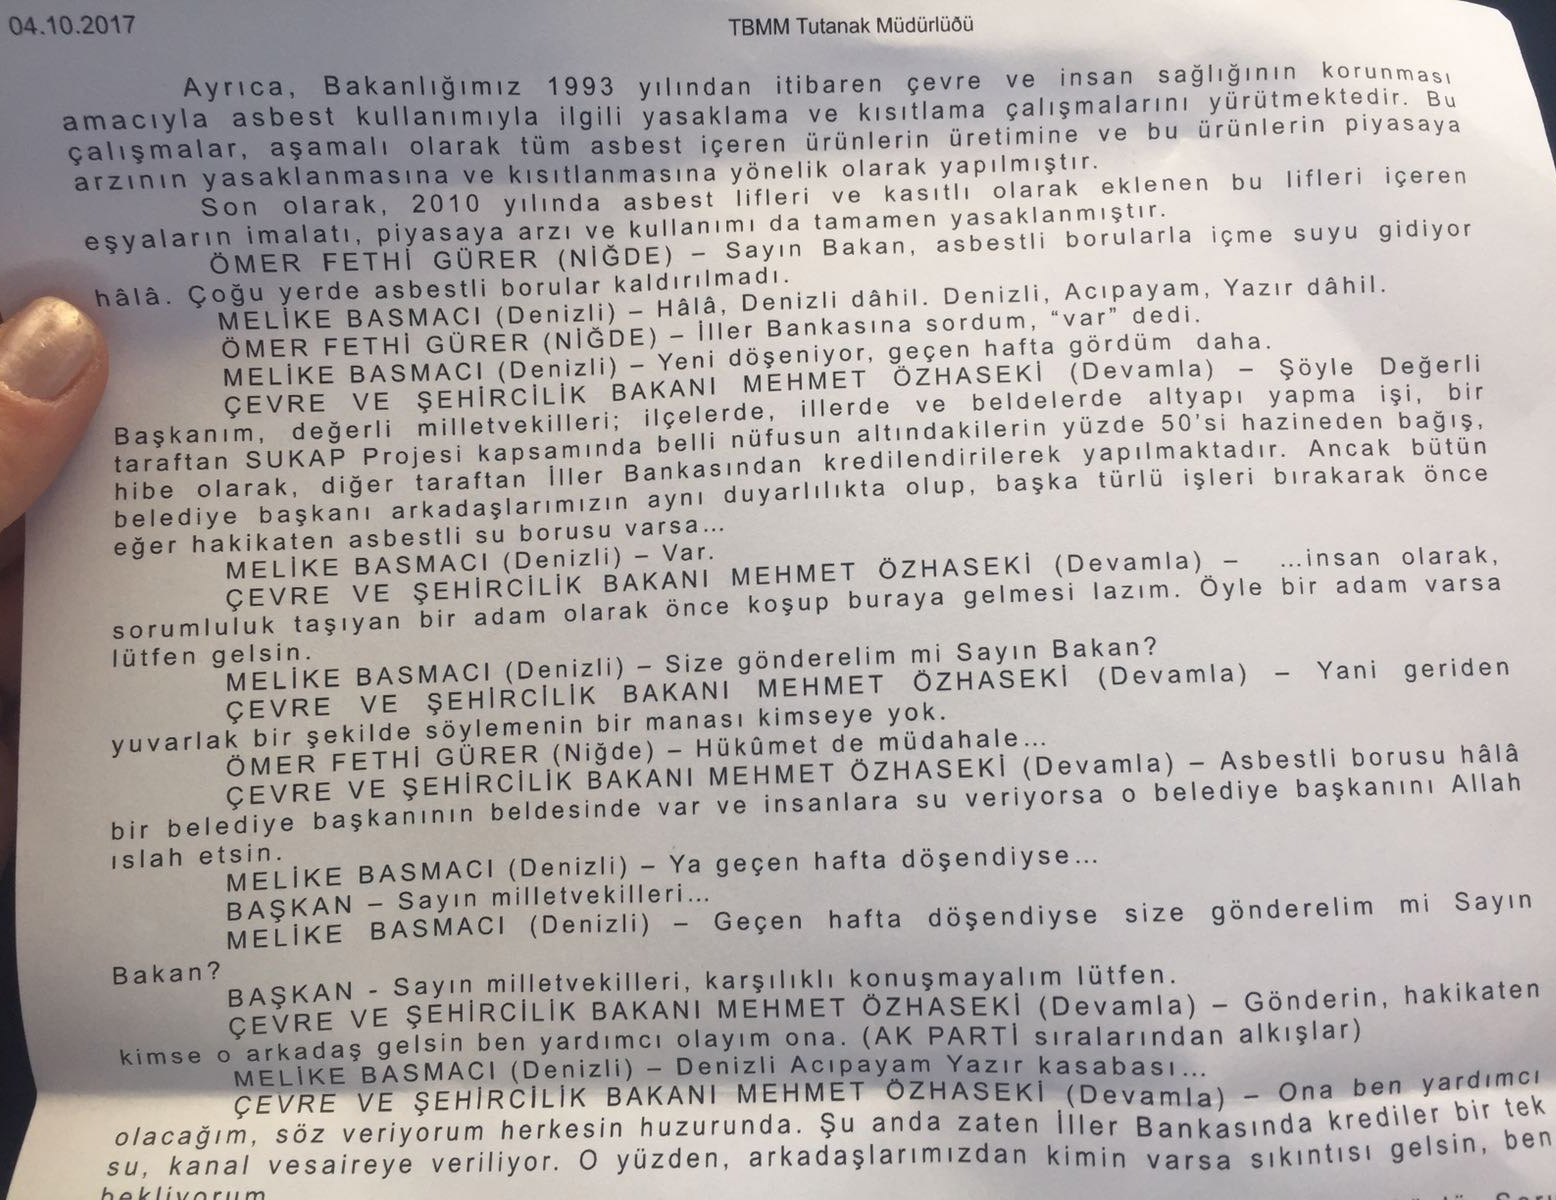 04.10.2017
TBMM Tutanak Müdürlüðü
Ayrıca, Bakanlığımız 1993 yılından itibaren çevre ve insan sağlığının korunması
amacıyla asbest kullanımıyla ilgili yasaklama ve kısıtlama çalışmalarını yürütmektedir. Bu
çalışmalar, aşamalı olarak tüm asbest içeren ürünlerin üretimine ve bu ürünlerin piyasaya
arzının yasaklanmasına ve kısıtlanmasına yönelik olarak yapılmıştır.
Son olarak, 2010 yılında asbest lifleri ve kasıtlı olarak eklenen bu lifleri içeren
eşyaların imalatı, piyasaya arzı ve kullanımı da tamamen yasaklanmıştır.
ÖMER FETHİ GÜRER (NİĞDE) – Sayın Bakan, asbestli borularla içme suyu gidiyor
hâlâ. Çoğu yerde asbestli borular kaldırılmadı.
MELİKE BASMACI (Denizli) – Hâlâ, Denizli dâhil. Denizli, Acıpayam, Yazır dâhil.
ÖMER FETHİ GÜRER (NİĞDE) – İller Bankasına sordum, “var” dedi.
MELİKE BASMACI (Denizli) – Yeni döşeniyor, geçen hafta gördüm daha.
ÇEVRE VE ŞEHİRCİLİK BAKANI MEHMET ÖZHASEKİ (Devamla) – Şöyle Değerli
Başkanım, değerli milletvekilleri; ilçelerde, illerde ve beldelerde altyapı yapma işi, bir
taraftan SUKAP Projesi kapsamında belli nüfusun altındakilerin yüzde 50’si hazineden bağış,
hibe olarak, diğer taraftan İller Bankasından kredilendirilerek yapılmaktadır. Ancak bütün
belediye başkanı arkadaşlarımızın aynı duyarlılıkta olup, başka türlü işleri bırakarak önce
eğer hakikaten asbestli su borusu varsa…
MELİKE BASMACI (Denizli) – Var.
ÇEVRE VE ŞEHİRCİLİK BAKANI MEHMET ÖZHASEKİ (Devamla) – …insan olarak,
sorumluluk taşıyan bir adam olarak önce koşup buraya gelmesi lazım. Öyle bir adam varsa
lütfen gelsin.
MELİKE BASMACI (Denizli) – Size gönderelim mi Sayın Bakan?
ÇEVRE VE ŞEHİRCİLİK BAKANI MEHMET ÖZHASEKİ (Devamla) – Yani geriden
yuvarlak bir şekilde söylemenin bir manası kimseye yok.
ÖMER FETHİ GÜRER (Niğde) – Hükûmet de müdahale…
ÇEVRE VE ŞEHİRCİLİK BAKANI MEHMET ÖZHASEKİ (Devamla) – Asbestli borusu hâlâ
bir belediye başkanının beldesinde var ve insanlara su veriyorsa o belediye başkanını Allah
ıslah etsin.
MELİKE BASMACI (Denizli) – Ya geçen hafta döşendiyse…
BAŞKAN – Sayın milletvekilleri…
MELİKE BASMACI (Denizli) – Geçen hafta döşendiyse size gönderelim mi Sayın
Bakan?
BAŞKAN - Sayın milletvekilleri, karşılıklı konuşmayalım lütfen.
ÇEVRE VE ŞEHİRCİLİK BAKANI MEHMET ÖZHASEKİ (Devamla) – Gönderin, hakikaten
kimse o arkadaş gelsin ben yardımcı olayım ona. (AK PARTİ sıralarından alkışlar)
MELİKE BASMACI (Denizli) – Denizli Acıpayam Yazır kasabası…
ÇEVRE VE ŞEHİRCİLİK BAKANI MEHMET ÖZHASEKİ (Devamla) – Ona ben yardımcı
olacağım, söz veriyorum herkesin huzurunda. Şu anda zaten İller Bankasında krediler bir tek
su, kanal vesaireye veriliyor. O yüzden, arkadaşlarımızdan kimin varsa sıkıntısı gelsin, ben
bekliyorum